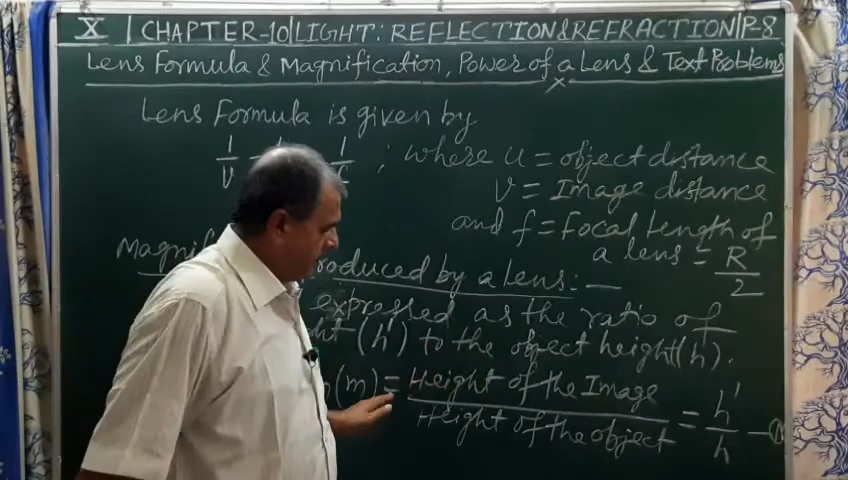 X | CHAPTER-10 | LIGHT: REFLECTION & REFRACTION | P-8
Lens Formula & Magnification, Power of a Lens & Text Problems
Lens Formula is given by
1/v 1/f ; where u = object distance
v = Image distance
and f = Focal Length of
a lens = R/2
Magnif roduced by a lens: —
expressed as the ratio of
ght (h') to the object height (h).
(m) = Height of the Image / Height of the object = h'/h —